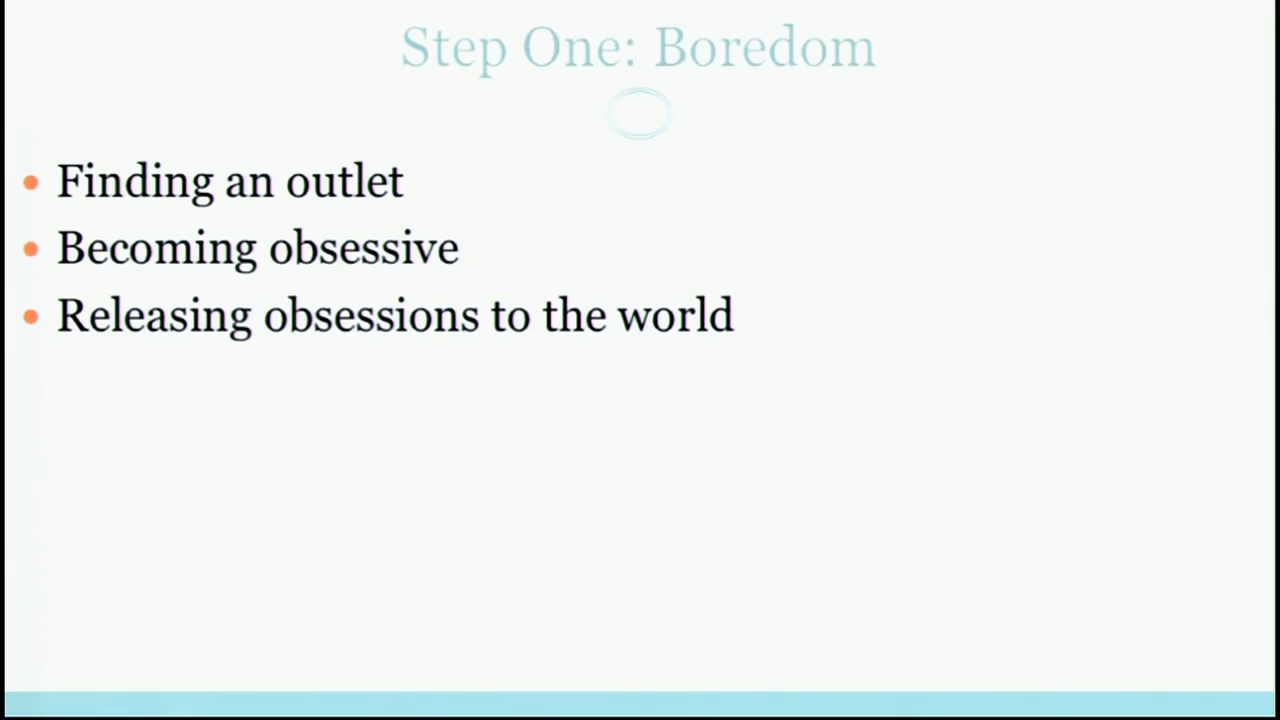 Step One: Boredom
• Finding an outlet
• Becoming obsessive
• Releasing obsessions to the world